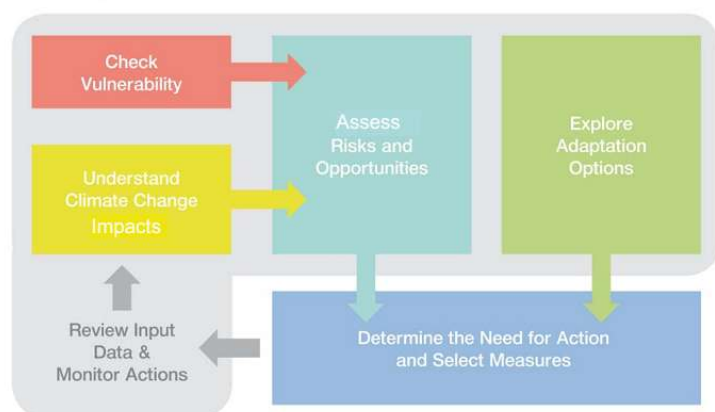 Check
Vulnerability
Assess
Risks and
Opportunities
Explore
Adaptation
Options
Understand
Climate Change
Impacts
Review Input
Data &
Monitor Actions
Determine the Need for Action
and Select Measures